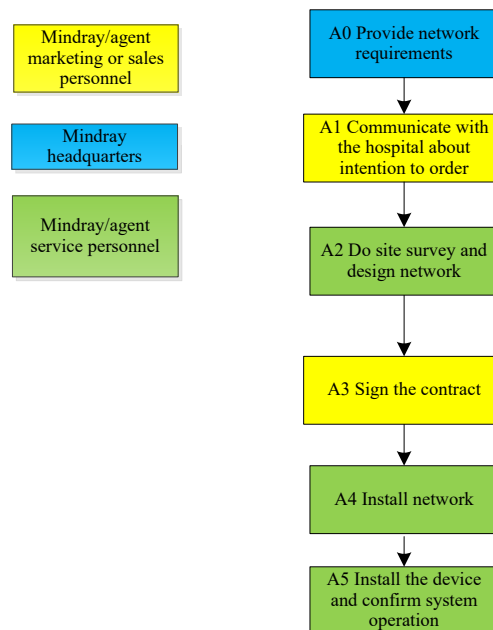 Mindray/agent
marketing or sales
personnel
Mindray
headquarters
Mindray/agent
service personnel
A0 Provide network
requirements
A1 Communicate with
the hospital about
intention to order
A2 Do site survey and
design network
A3 Sign the contract
A4 Install network
A5 Install the device
and confirm system
operation